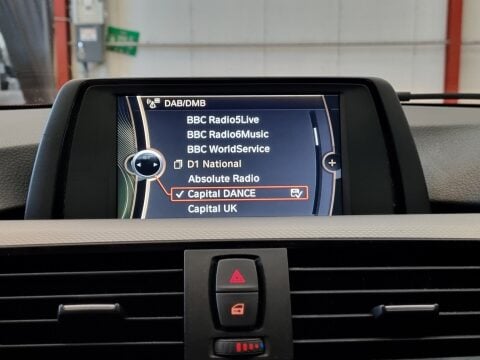 DAB/DMB
BBC Radio5Live
BBC Radio6Music
BBC WorldService
D1 National
Absolute Radio
Capital DANCE
Capital UK